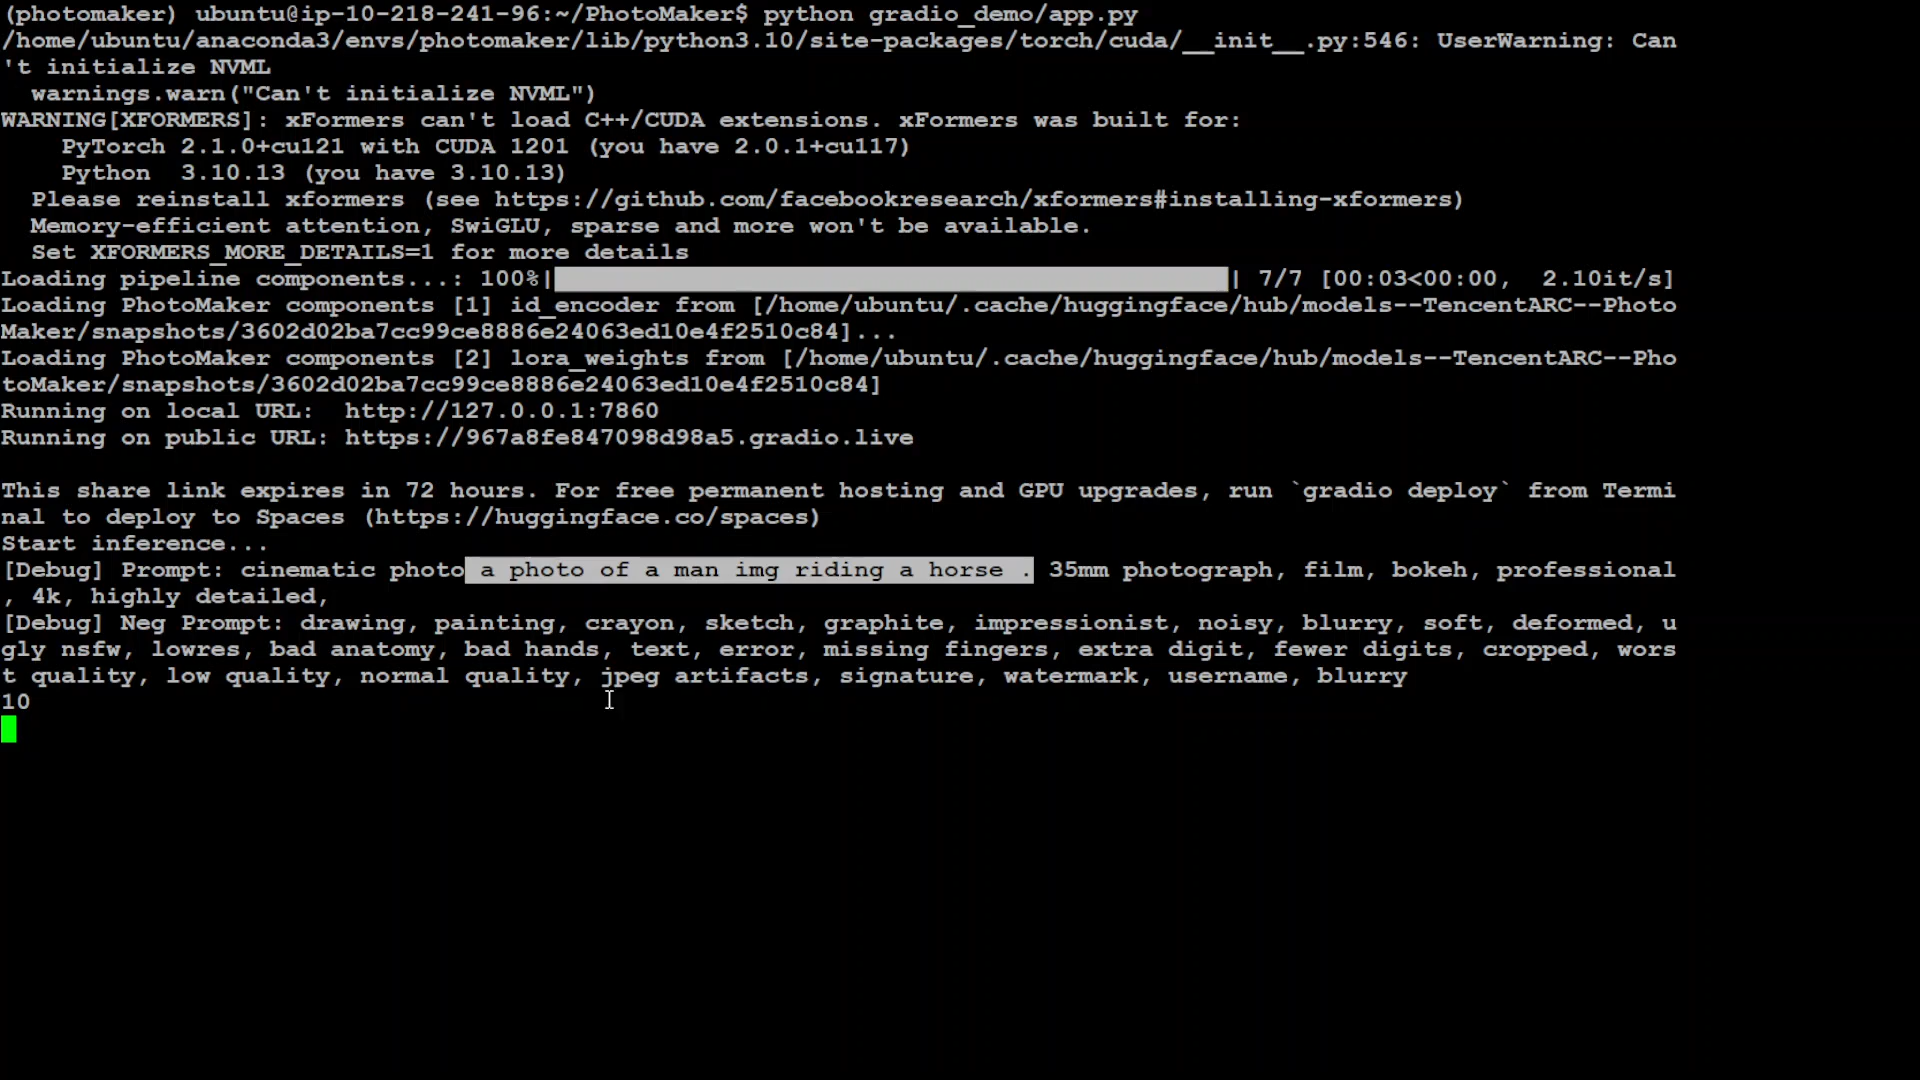 (photomaker) ubuntu@ip-10-218-241-96:~/PhotoMaker$ python gradio_demo/app.py
/home/ubuntu/anaconda3/envs/photomaker/lib/python3.10/site-packages/torch/cuda/__init__.py:546: UserWarning: Can
't initialize NVML
  warnings.warn("Can't initialize NVML")
WARNING[XFORMERS]: xFormers can't load C++/CUDA extensions. xFormers was built for:
    PyTorch 2.1.0+cu121 with CUDA 1201 (you have 2.0.1+cu117)
    Python  3.10.13 (you have 3.10.13)
  Please reinstall xformers (see https://github.com/facebookresearch/xformers#installing-xformers)
  Memory-efficient attention, SwiGLU, sparse and more won't be available.
  Set XFORMERS_MORE_DETAILS=1 for more details
Loading pipeline components...: 100%|                                             | 7/7 [00:03<00:00,  2.10it/s]
Loading PhotoMaker components [1] id_encoder from [/home/ubuntu/.cache/huggingface/hub/models--TencentARC--Photo
Maker/snapshots/3602d02ba7cc99ce8886e24063ed10e4f2510c84]...
Loading PhotoMaker components [2] lora_weights from [/home/ubuntu/.cache/huggingface/hub/models--TencentARC--Pho
toMaker/snapshots/3602d02ba7cc99ce8886e24063ed10e4f2510c84]
Running on local URL:  http://127.0.0.1:7860
Running on public URL: https://967a8fe847098d98a5.gradio.live
This share link expires in 72 hours. For free permanent hosting and GPU upgrades, run `gradio deploy` from Termi
nal to deploy to Spaces (https://huggingface.co/spaces)
Start inference...
[Debug] Prompt: cinematic photo a photo of a man img riding a horse . 35mm photograph, film, bokeh, professional
, 4k, highly detailed,
[Debug] Neg Prompt: drawing, painting, crayon, sketch, graphite, impressionist, noisy, blurry, soft, deformed, u
gly nsfw, lowres, bad anatomy, bad hands, text, error, missing fingers, extra digit, fewer digits, cropped, wors
t quality, low quality, normal quality, jpeg artifacts, signature, watermark, username, blurry
10